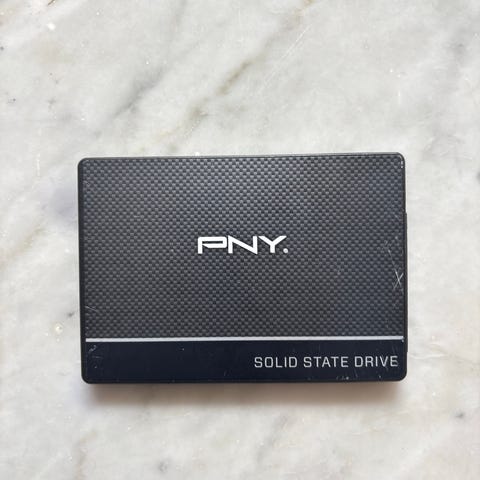 PNY.
SOLID STATE DRIVE